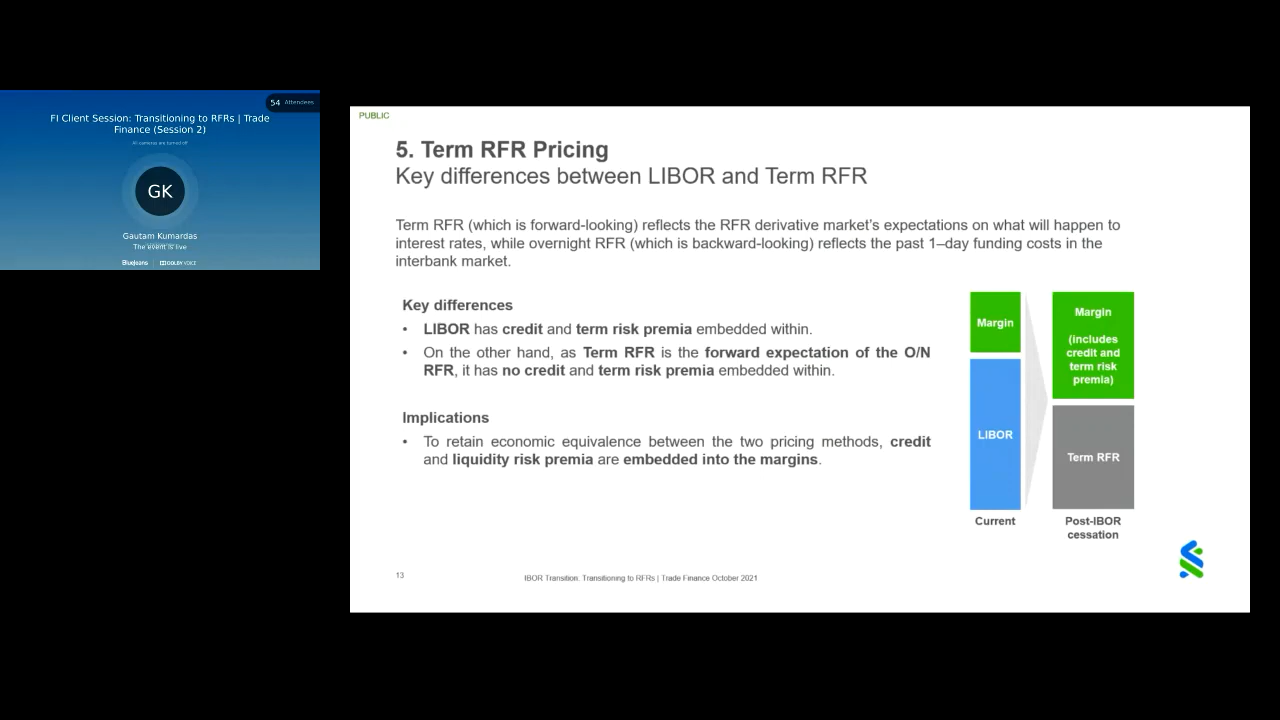 54 Attendees
FI Client Session: Transitioning to RFRs | Trade
Finance (Session 2)
All cameras are turned off
GK
Gautam Kumardas
The event is live
BlueJeans | DOLBY VOICE
PUBLIC
5. Term RFR Pricing
Key differences between LIBOR and Term RFR
Term RFR (which is forward-looking) reflects the RFR derivative market's expectations on what will happen to
interest rates, while overnight RFR (which is backward-looking) reflects the past 1–day funding costs in the
interbank market.
Key differences
• LIBOR has credit and term risk premia embedded within.
• On the other hand, as Term RFR is the forward expectation of the O/N
RFR, it has no credit and term risk premia embedded within.
Implications
• To retain economic equivalence between the two pricing methods, credit
and liquidity risk premia are embedded into the margins.
Margin
LIBOR
Current
Margin
(includes
credit and
term risk
premia)
Term RFR
Post-IBOR
cessation
13
IBOR Transition: Transitioning to RFRs | Trade Finance October 2021